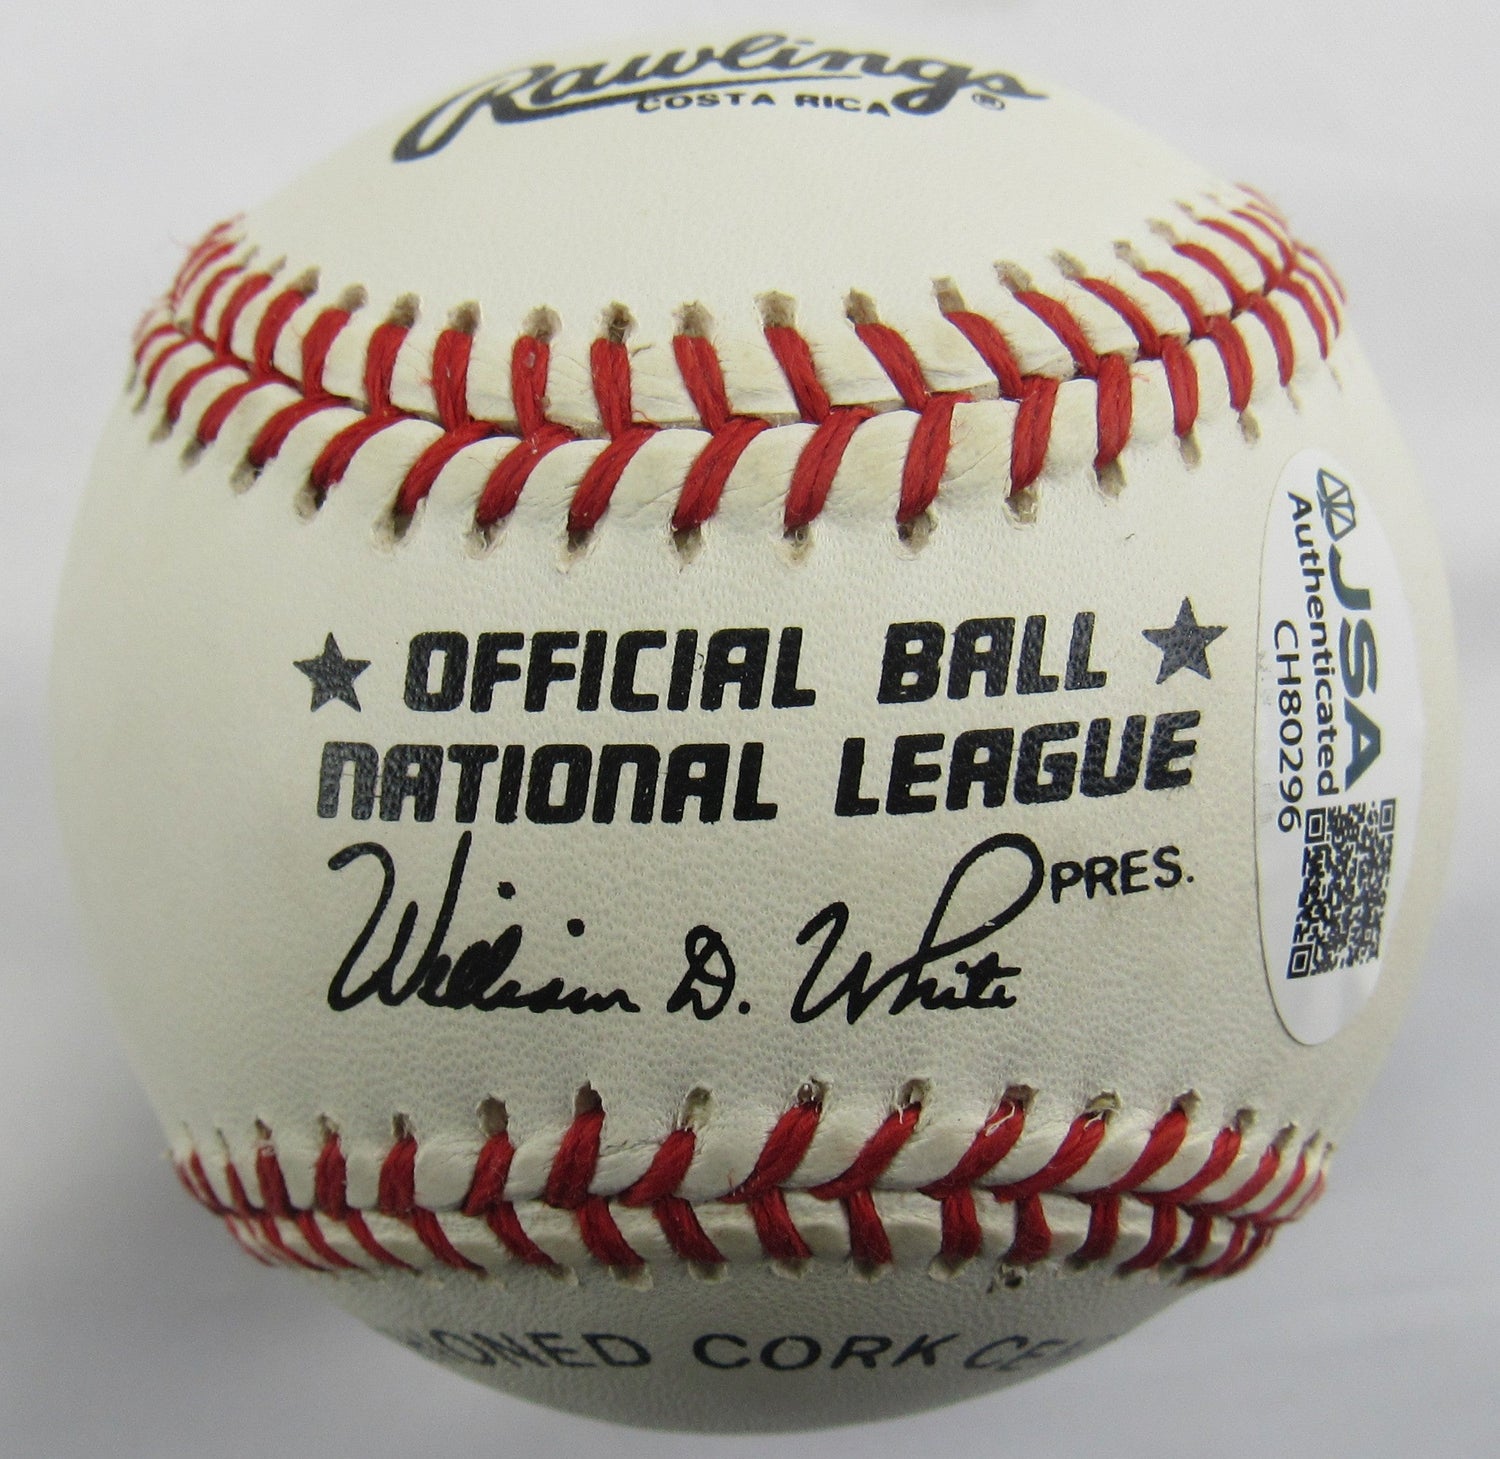 Rawlings®
COSTA RICA
★ OFFICIAL BALL ★
NATIONAL LEAGUE
William D. White PRES.
JSA
Authenticated
CH80296
CORK